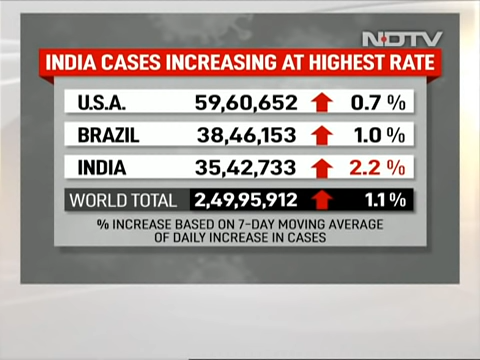 NDTV
INDIA CASES INCREASING AT HIGHEST RATE
U.S.A. 59,60,652 0.7 %
BRAZIL 38,46,153 1.0 %
INDIA 35,42,733 2.2 %
WORLD TOTAL 2,49,95,912 1.1 %
% INCREASE BASED ON 7-DAY MOVING AVERAGE
OF DAILY INCREASE IN CASES